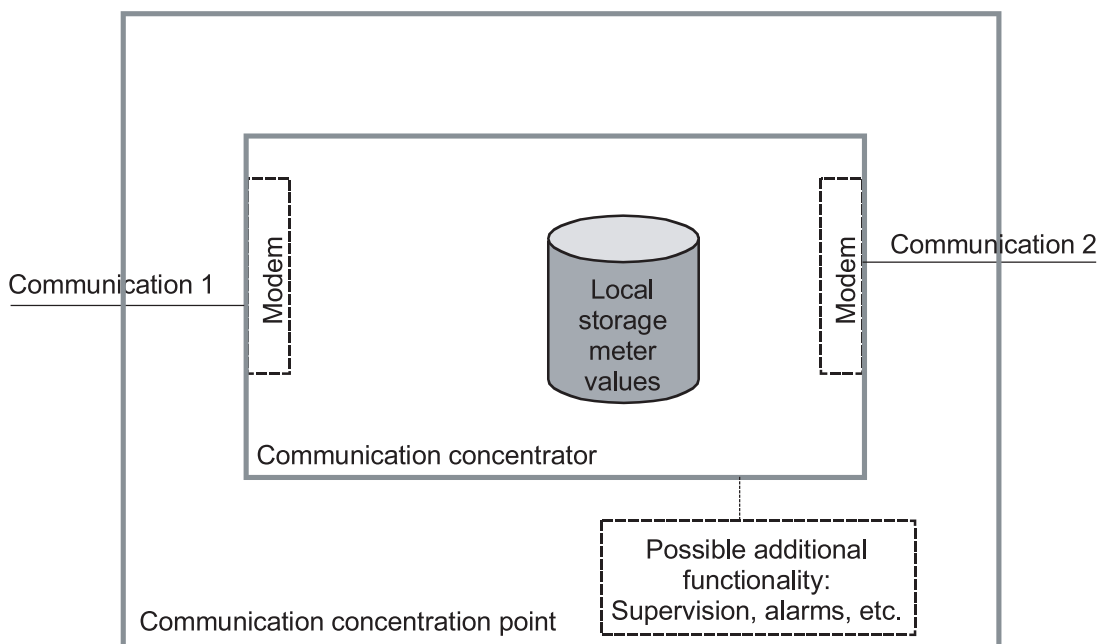 Communication 1
Modem
Local
storage
meter
values
Modem
Communication 2
Communication concentrator
Possible additional
functionality:
Supervision, alarms, etc.
Communication concentration point